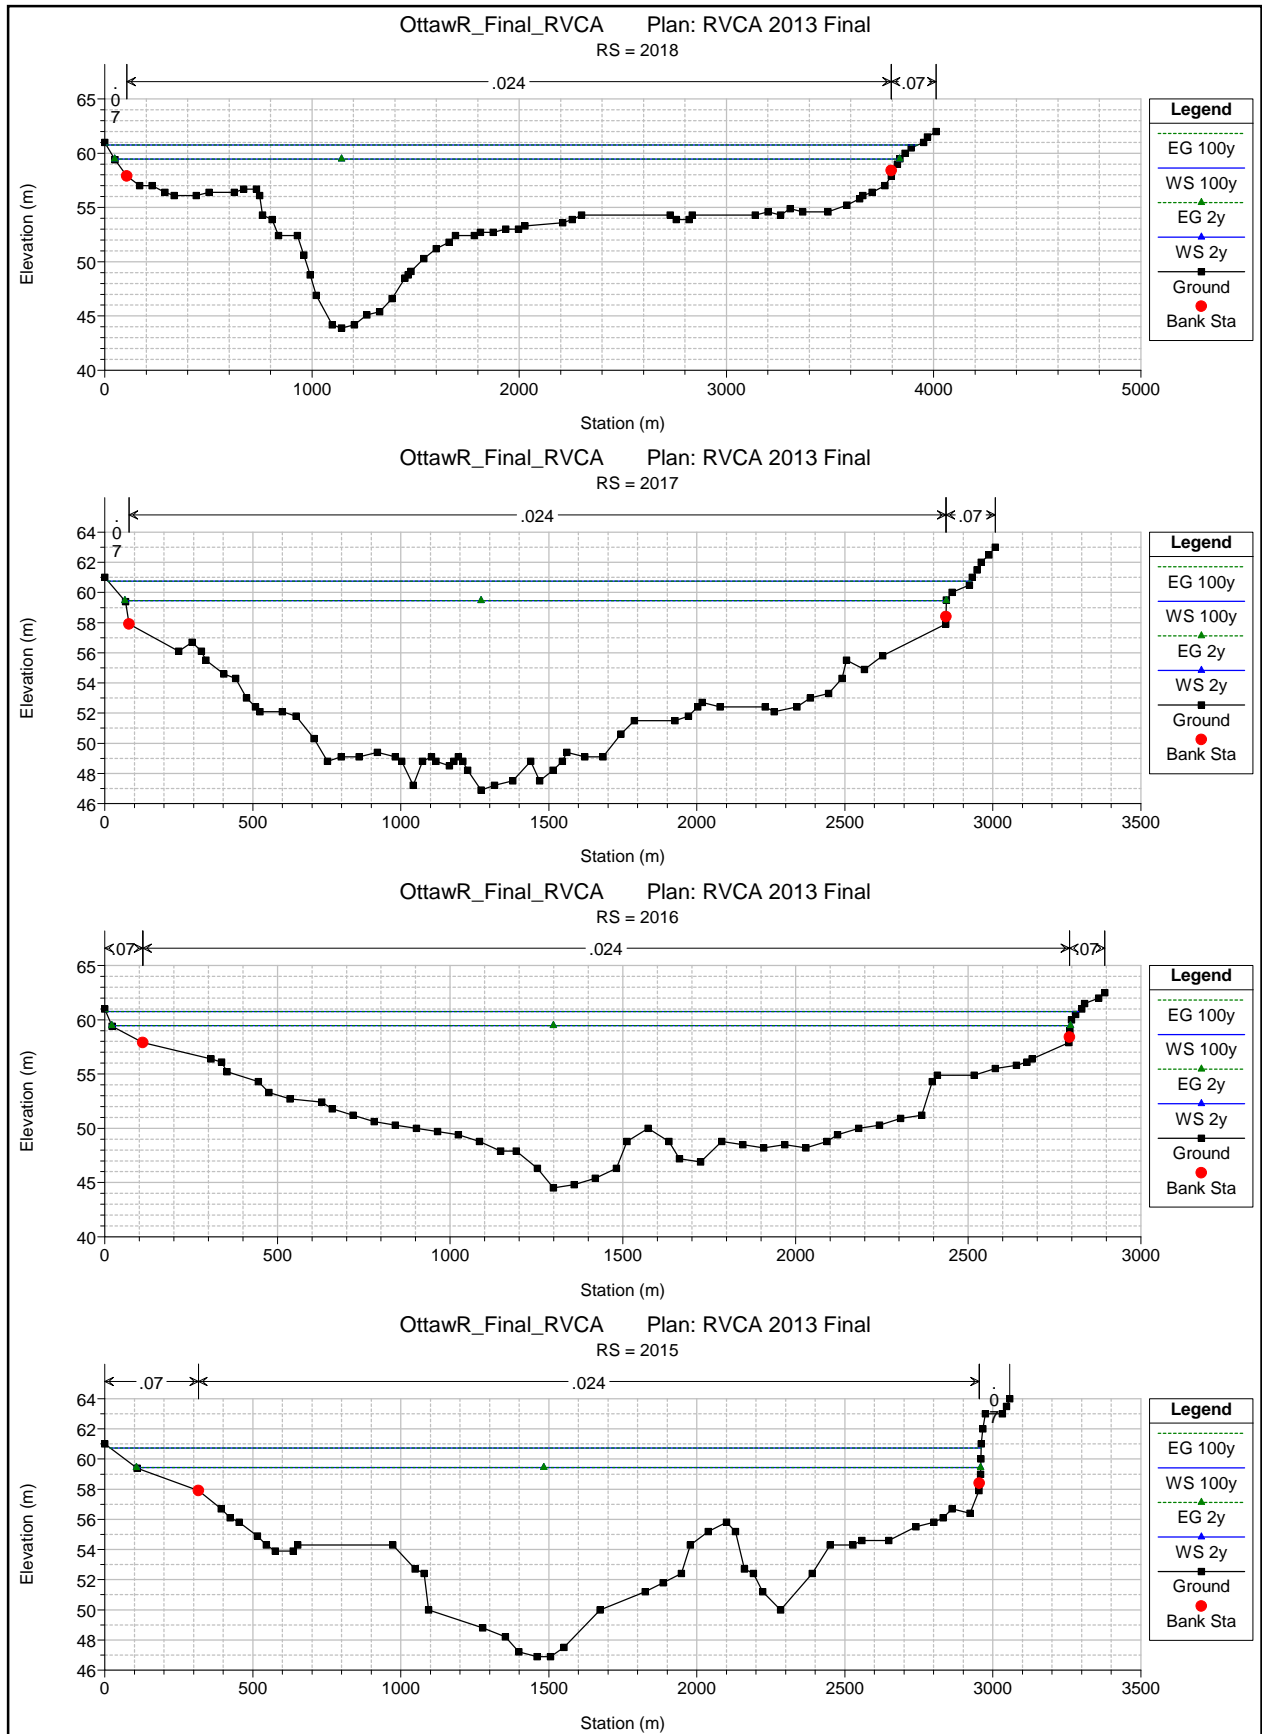 OttawR_Final_RVCA Plan: RVCA 2013 Final
RS = 2018
.07 .024 .07
65
60
55
50
45
40
Elevation (m)
0 1000 2000 3000 4000 5000
Station (m)
Legend
EG 100y
WS 100y
EG 2y
WS 2y
Ground
Bank Sta
OttawR_Final_RVCA Plan: RVCA 2013 Final
RS = 2017
.07 .024 .07
64
62
60
58
56
54
52
50
48
46
Elevation (m)
0 500 1000 1500 2000 2500 3000 3500
Station (m)
Legend
EG 100y
WS 100y
EG 2y
WS 2y
Ground
Bank Sta
OttawR_Final_RVCA Plan: RVCA 2013 Final
RS = 2016
.07 .024 .07
65
60
55
50
45
40
Elevation (m)
0 500 1000 1500 2000 2500 3000
Station (m)
Legend
EG 100y
WS 100y
EG 2y
WS 2y
Ground
Bank Sta
OttawR_Final_RVCA Plan: RVCA 2013 Final
RS = 2015
.07 .024 .07
64
62
60
58
56
54
52
50
48
46
Elevation (m)
0 500 1000 1500 2000 2500 3000 3500
Station (m)
Legend
EG 100y
WS 100y
EG 2y
WS 2y
Ground
Bank Sta